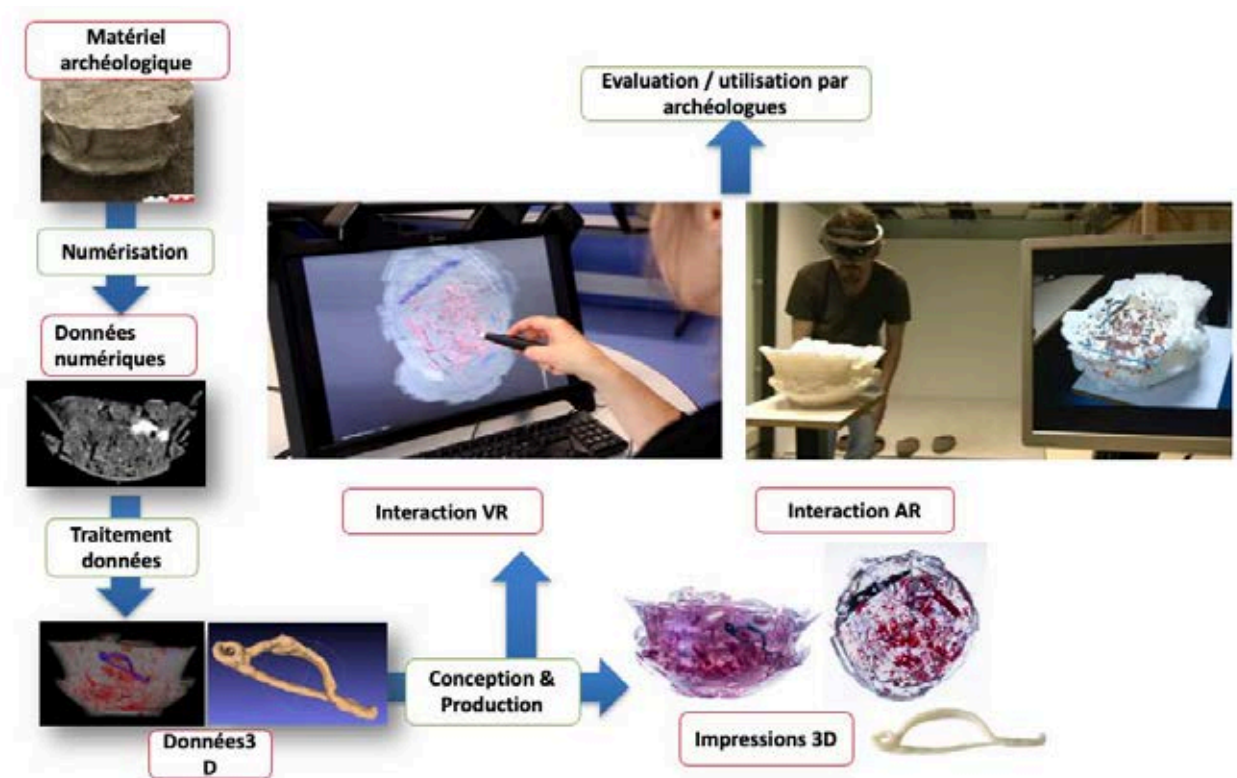 Matériel
archéologique
Numérisation
Données
numériques
Traitement
données
Données3
D
Conception &
Production
Evaluation / utilisation par
archéologues
Interaction VR
Interaction AR
Impressions 3D